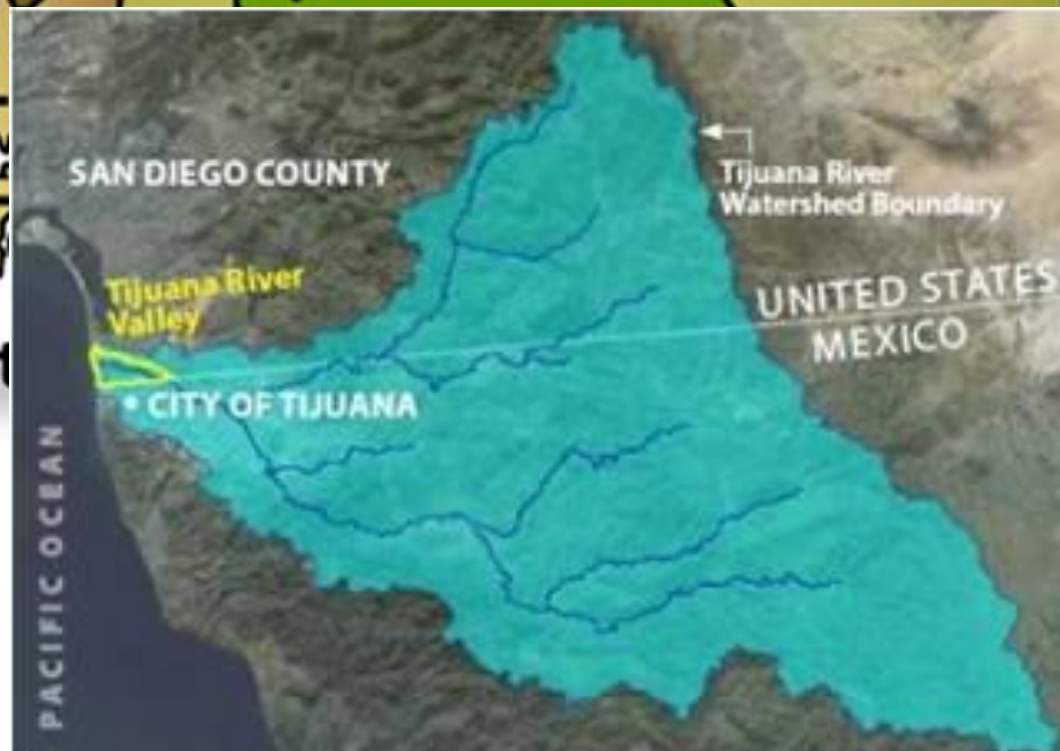 SAN DIEGO COUNTY
Tijuana River
Watershed Boundary
Tijuana River
Valley
UNITED STATES
MEXICO
• CITY OF TIJUANA
PACIFIC OCEAN